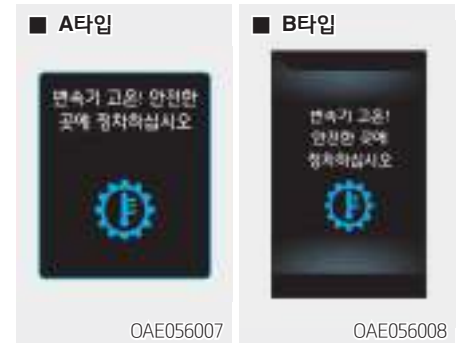 ■ A타입
변속기 고온! 안전한
곳에 정차하십시오
OAE056007
■ B타입
변속기 고온!
안전한 곳에
정차하십시오
OAE056008